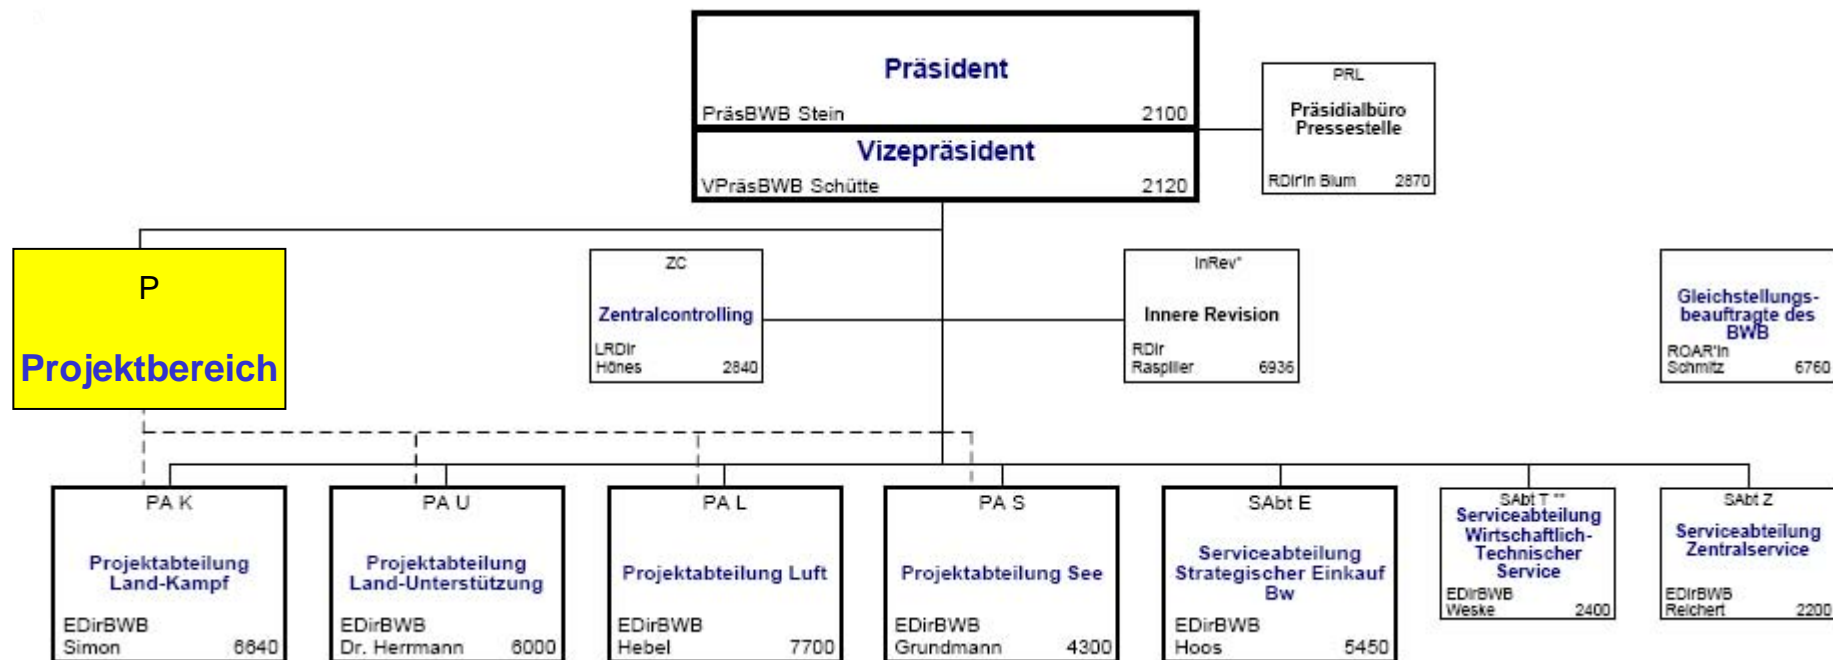 Präsident
PräsBWB Stein 2100
Vizepräsident
VPräsBWB Schütte 2120
PRL
Präsidialbüro
Pressestelle
RDir'in Blum 2870
P
Projektbereich
ZC
Zentralcontrolling
LRDir
Hönes 2840
InRev*
Innere Revision
RDir
Raspiller 6936
Gleichstellungs-
beauftragte des
BWB
ROAR'in
Schmitz 6760
PA K
Projektabteilung
Land-Kampf
EDirBWB
Simon 6640
PA U
Projektabteilung
Land-Unterstützung
EDirBWB
Dr. Herrmann 6000
PA L
Projektabteilung Luft
EDirBWB
Hebel 7700
PA S
Projektabteilung See
EDirBWB
Grundmann 4300
SAbt E
Serviceabteilung
Strategischer Einkauf
Bw
EDirBWB
Hoos 5450
SAbt T **
Serviceabteilung
Wirtschaftlich-
Technischer
Service
EDirBWB
Weske 2400
SAbt Z
Serviceabteilung
Zentralservice
EDirBWB
Reichert 2200